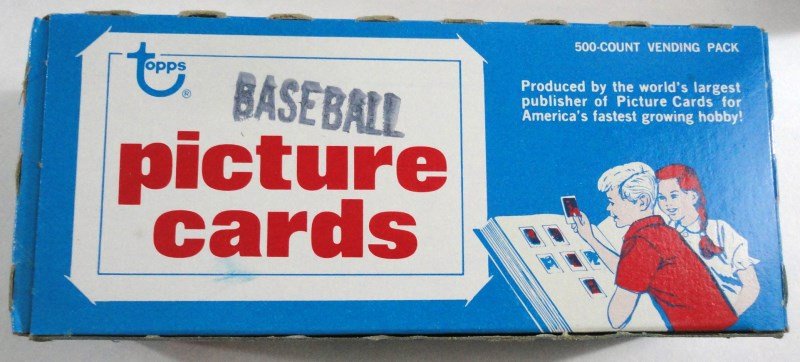 topps
®
BASEBALL
picture
cards
500-COUNT VENDING PACK
Produced by the world's largest
publisher of Picture Cards for
America's fastest growing hobby!